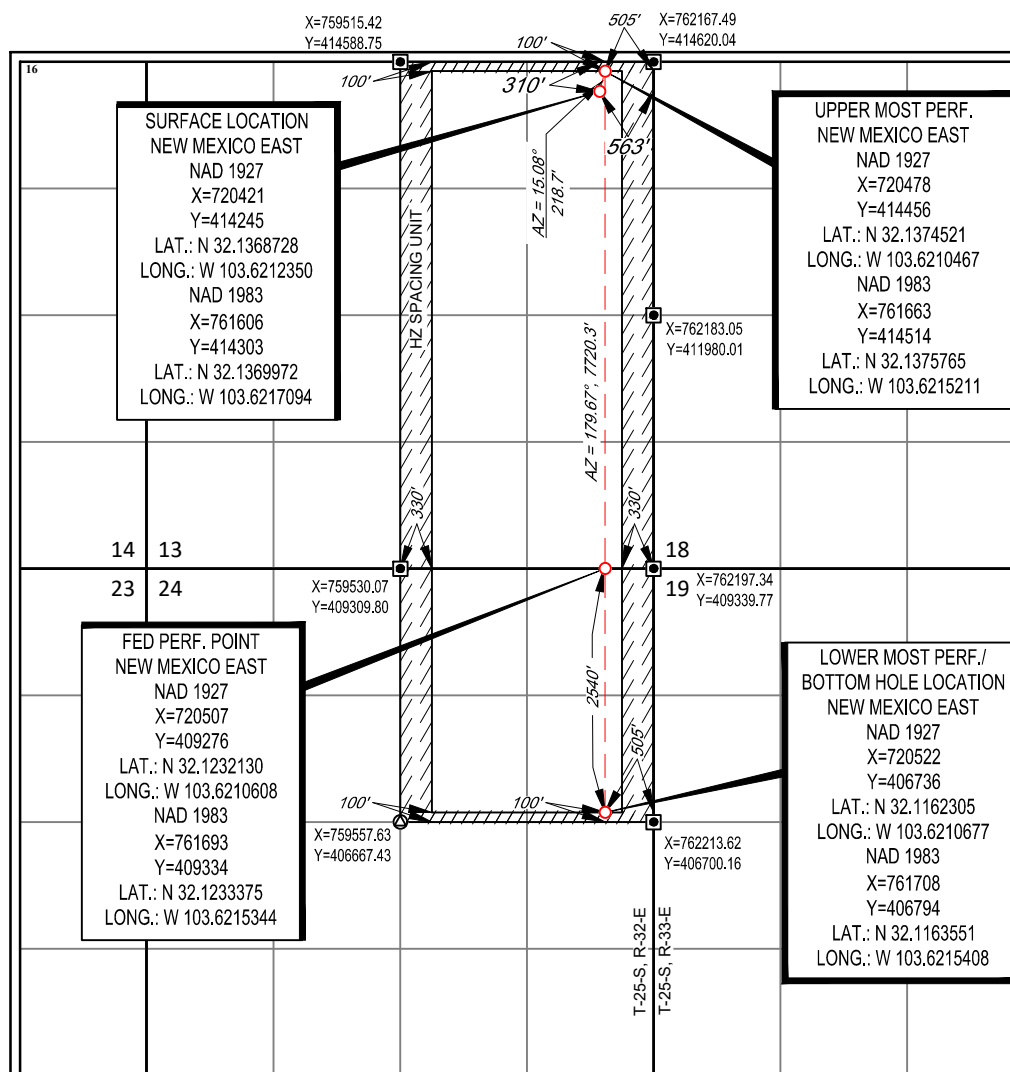 X=759515.42
Y=414588.75
505'
X=762167.49
Y=414620.04
100'
16
100'
310'
563'
AZ = 15.08°
218.7'
SURFACE LOCATION
NEW MEXICO EAST
NAD 1927
X=720421
Y=414245
LAT.: N 32.1368728
LONG.: W 103.6212350
NAD 1983
X=761606
Y=414303
LAT.: N 32.1369972
LONG.: W 103.6217094
UPPER MOST PERF.
NEW MEXICO EAST
NAD 1927
X=720478
Y=414456
LAT.: N 32.1374521
LONG.: W 103.6210467
NAD 1983
X=761663
Y=414514
LAT.: N 32.1375765
LONG.: W 103.6215211
HZ SPACING UNIT
X=762183.05
Y=411980.01
AZ = 179.67°, 7720.3'
330'
330'
14 13
18
23 24
19
X=759530.07
Y=409309.80
X=762197.34
Y=409339.77
FED PERF. POINT
NEW MEXICO EAST
NAD 1927
X=720507
Y=409276
LAT.: N 32.1232130
LONG.: W 103.6210608
NAD 1983
X=761693
Y=409334
LAT.: N 32.1233375
LONG.: W 103.6215344
2540'
505'
LOWER MOST PERF./
BOTTOM HOLE LOCATION
NEW MEXICO EAST
NAD 1927
X=720522
Y=406736
LAT.: N 32.1162305
LONG.: W 103.6210677
NAD 1983
X=761708
Y=406794
LAT.: N 32.1163551
LONG.: W 103.6215408
100'
100'
X=759557.63
Y=406667.43
X=762213.62
Y=406700.16
T-25-S, R-32-E
T-25-S, R-33-E